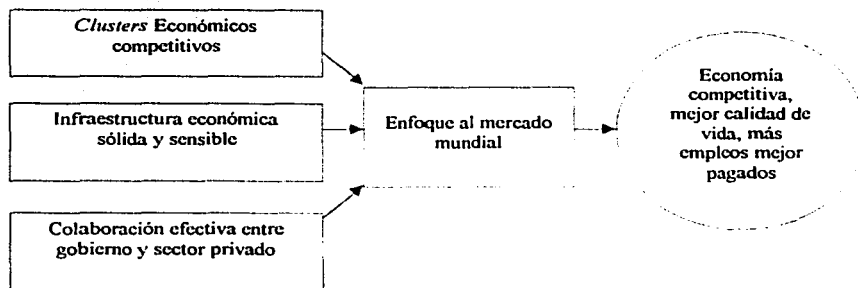 Clusters Económicos
competitivos
Infraestructura económica
sólida y sensible
Colaboración efectiva entre
gobierno y sector privado
Enfoque al mercado
mundial
Economía
competitiva,
mejor calidad de
vida, más
empleos mejor
pagados